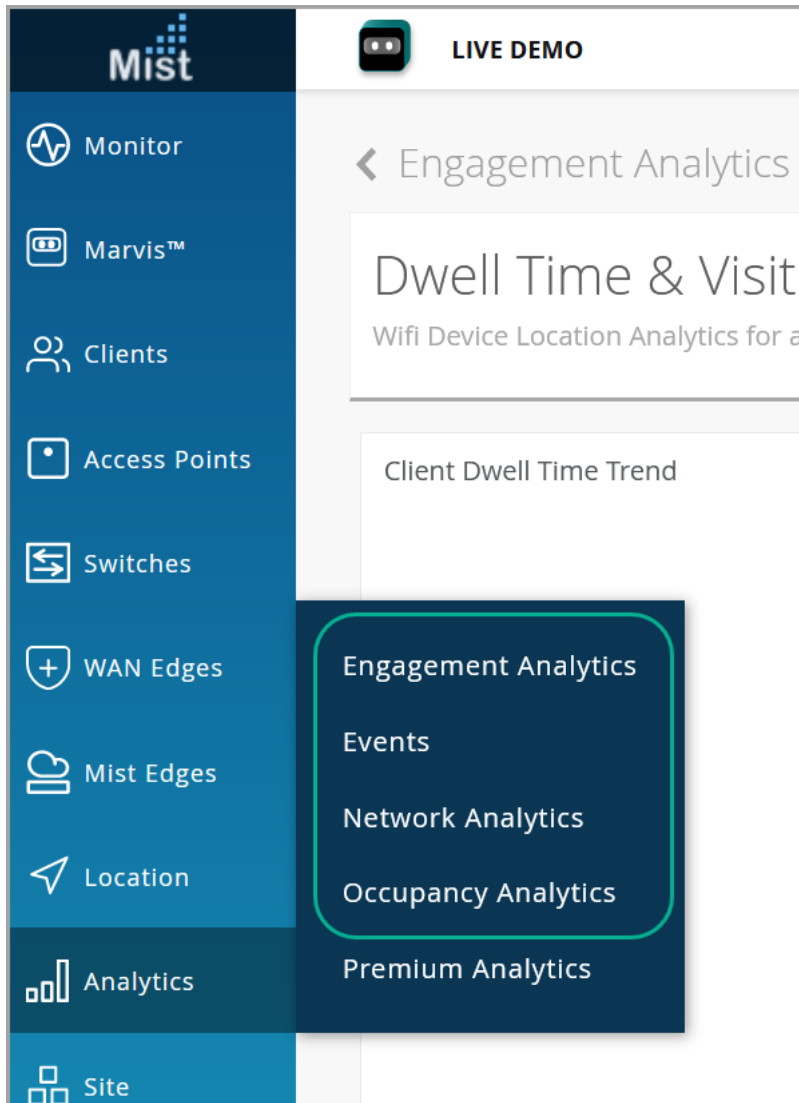 Mist
LIVE DEMO
Monitor
Marvis™
Clients
Access Points
Switches
WAN Edges
Mist Edges
Location
Analytics
Site
Engagement Analytics
Dwell Time & Visit
Wifi Device Location Analytics for a
Client Dwell Time Trend
Engagement Analytics
Events
Network Analytics
Occupancy Analytics
Premium Analytics